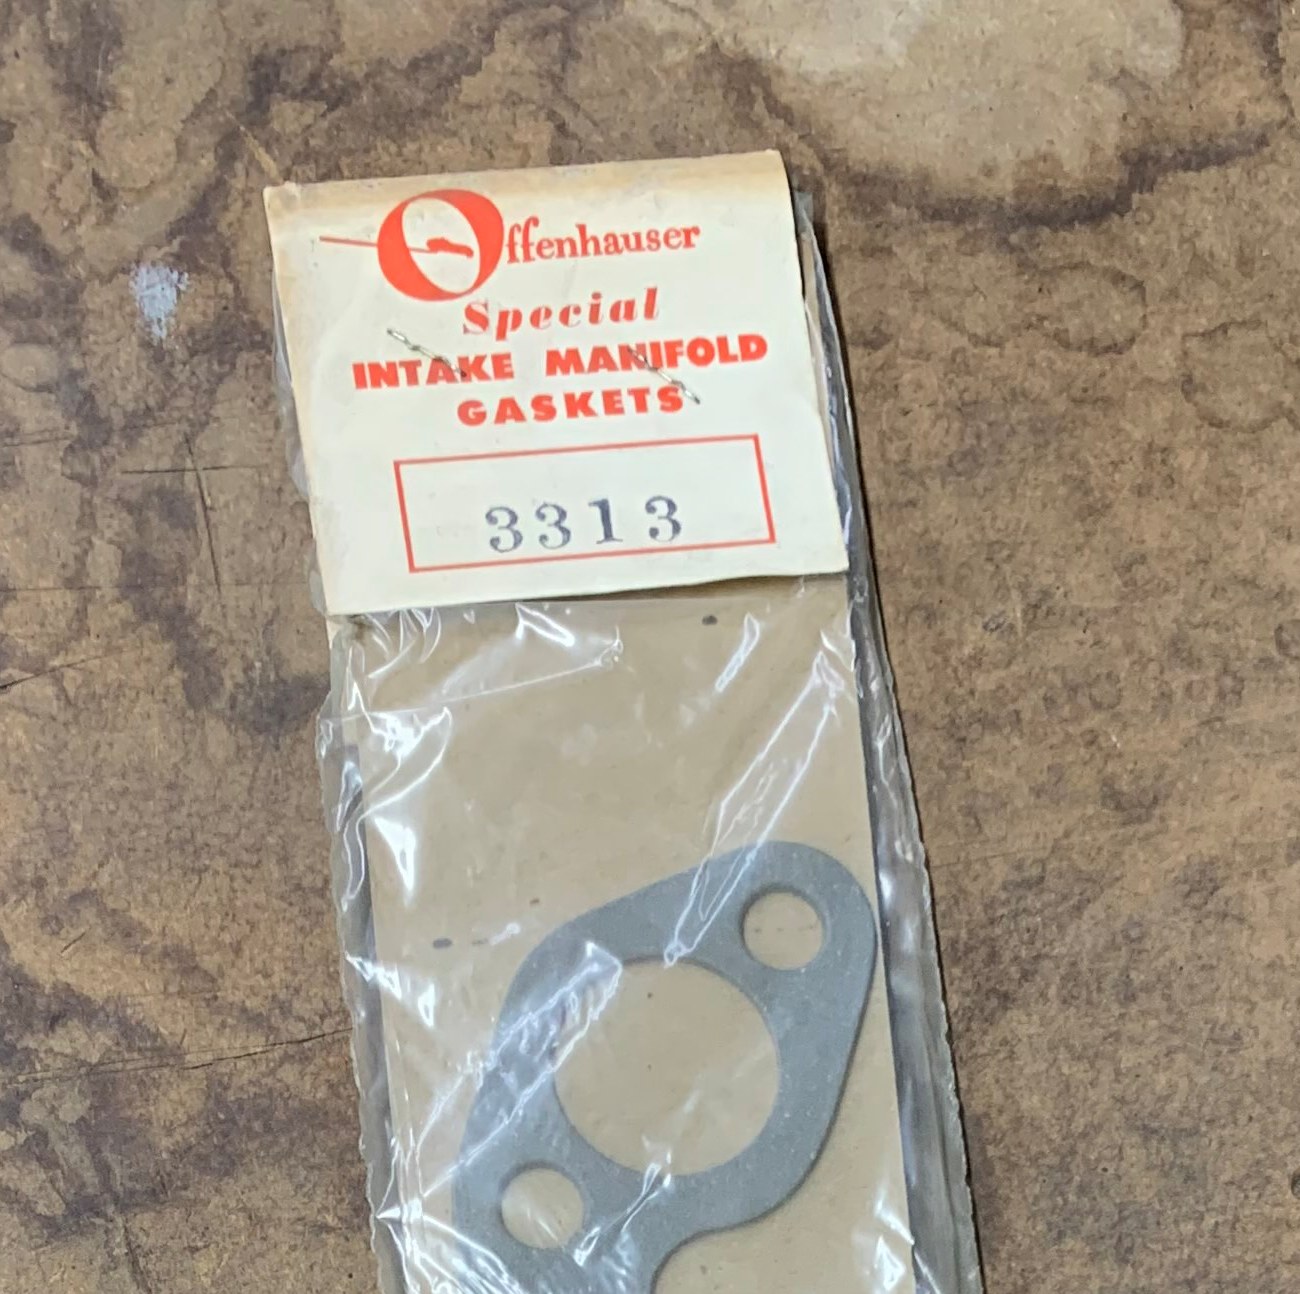 Offenhauser
Special
INTAKE MANIFOLD
GASKETS
3313